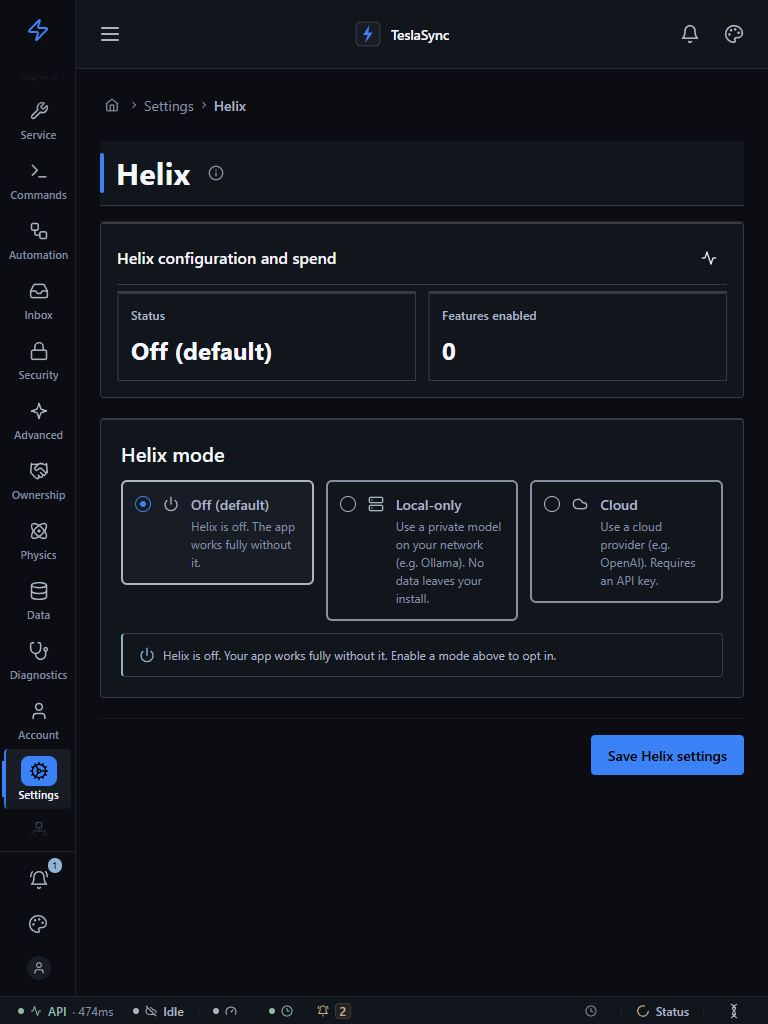 TeslaSync
Reports
Service
Commands
Automation
Inbox
Security
Advanced
Ownership
Physics
Data
Diagnostics
Account
Settings
1
Settings
Helix
Helix
Helix configuration and spend
Status
Off (default)
Features enabled
0
Helix mode
Off (default)
Helix is off. The app
works fully without
it.
Local-only
Use a private model
on your network
(e.g. Ollama). No
data leaves your
install.
Cloud
Use a cloud
provider (e.g.
OpenAI). Requires
an API key.
Helix is off. Your app works fully without it. Enable a mode above to opt in.
Save Helix settings
API · 474ms
Idle
2
Status